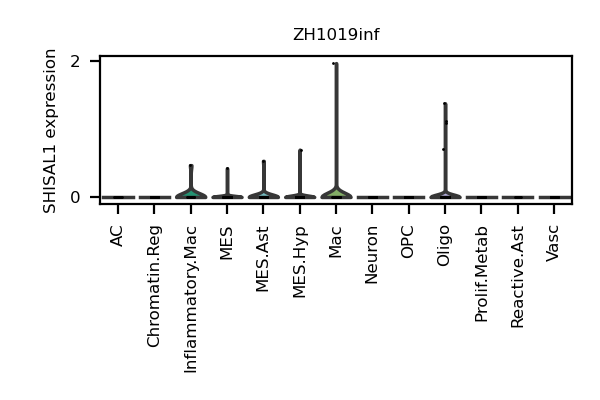 ZH1019inf
SHISAL1 expression
2
0
AC
Chromatin.Reg
Inflammatory.Mac
MES
MES.Ast
MES.Hyp
Mac
Neuron
OPC
Oligo
Prolif.Metab
Reactive.Ast
Vasc